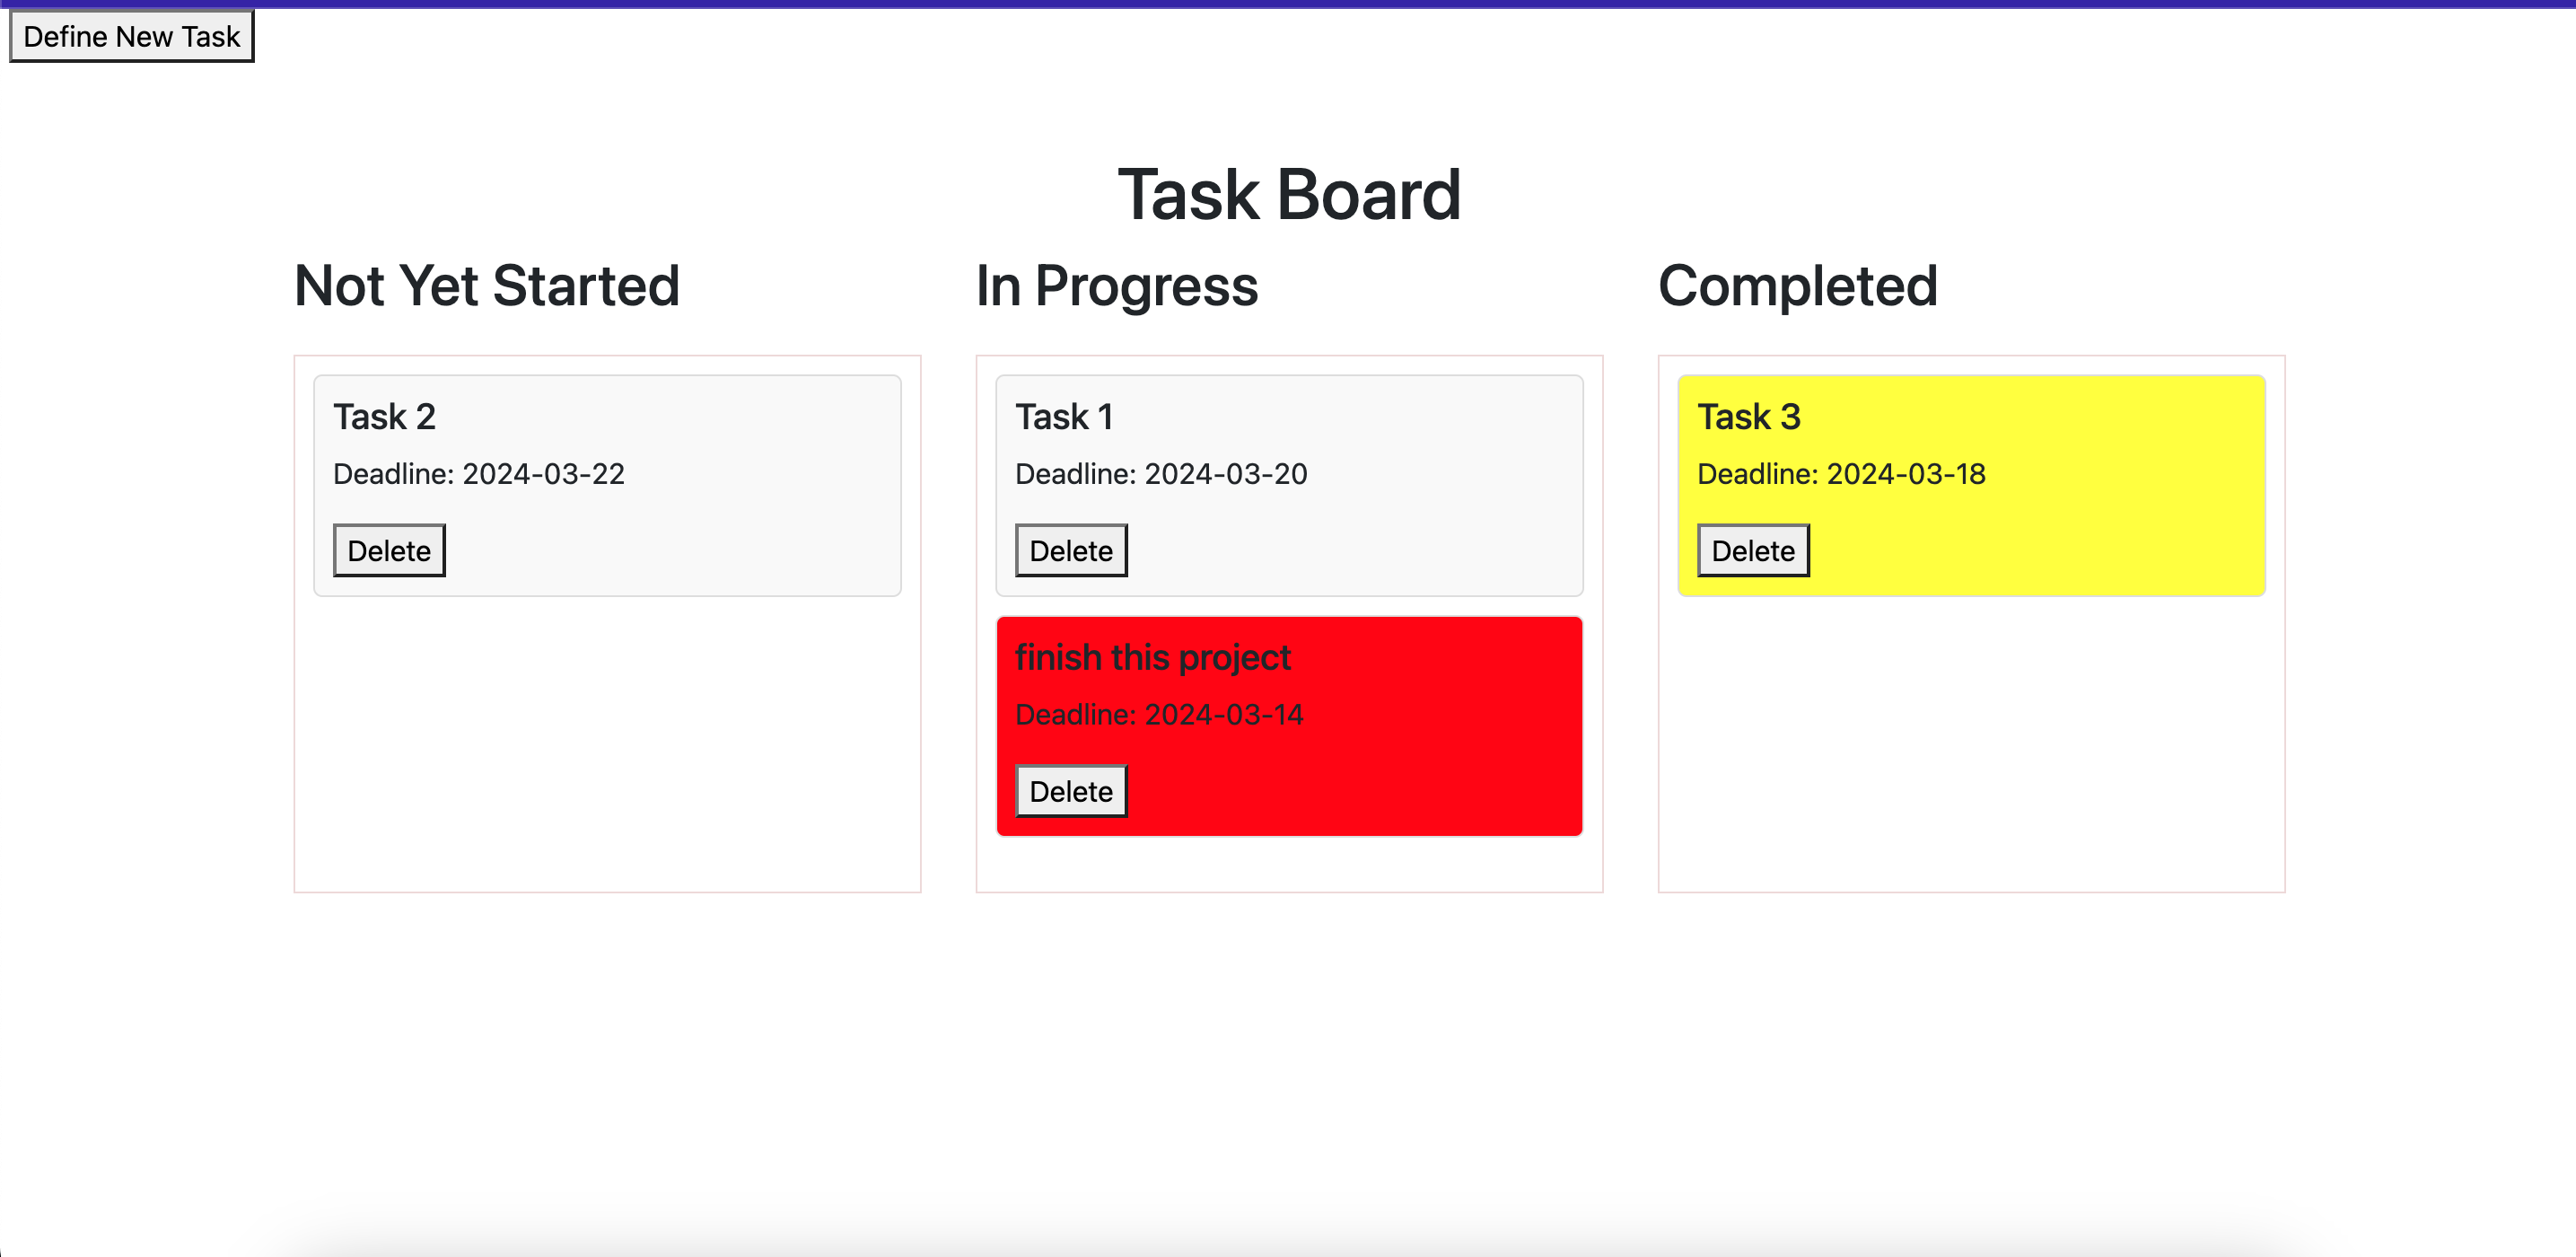 Define New Task
Task Board
Not Yet Started
Task 2
Deadline: 2024-03-22
Delete
In Progress
Task 1
Deadline: 2024-03-20
Delete
finish this project
Deadline: 2024-03-14
Delete
Completed
Task 3
Deadline: 2024-03-18
Delete